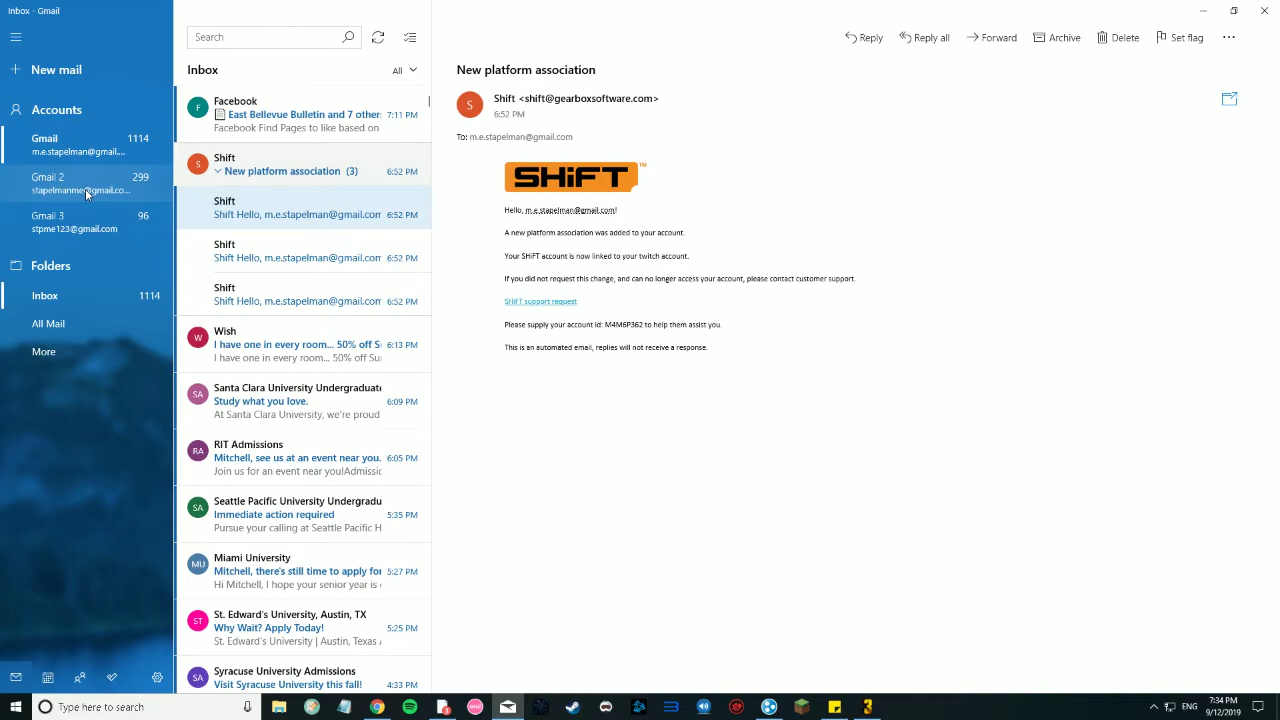 Inbox - Gmail
Search
Reply
Reply all
Forward
Archive
Delete
Set flag
New mail
Accounts
Gmail 1114
m.e.stapelman@gmail....
Gmail 2 299
stapelmanme@gmail.co...
Gmail 3 96
stpme123@gmail.com
Folders
Inbox 1114
All Mail
More
Inbox
All
F
Facebook
East Bellevue Bulletin and 7 other: 7:11 PM
Facebook Find Pages to like based on
S
Shift
New platform association (3) 6:52 PM
Shift
Shift Hello, m.e.stapelman@gmail.com 6:52 PM
Shift
Shift Hello, m.e.stapelman@gmail.com 6:52 PM
Shift
Shift Hello, m.e.stapelman@gmail.com 6:52 PM
W
Wish
I have one in every room... 50% off S 6:13 PM
I have one in every room... 50% off Su
SA
Santa Clara University Undergraduate
Study what you love. 6:09 PM
At Santa Clara University, we're proud
RA
RIT Admissions
Mitchell, see us at an event near you. 6:05 PM
Join us for an event near you!Admissic
SA
Seattle Pacific University Undergradu
Immediate action required 5:35 PM
Pursue your calling at Seattle Pacific H
MU
Miami University
Mitchell, there's still time to apply for 5:27 PM
Hi Mitchell, I hope your senior year is
ST
St. Edward's University, Austin, TX
Why Wait? Apply Today! 5:25 PM
St. Edward's University | Austin, Texas
SA
Syracuse University Admissions
Visit Syracuse University this fall! 4:33 PM
New platform association
S
Shift <shift@gearboxsoftware.com>
6:52 PM
To: m.e.stapelman@gmail.com
SHiFT™
Hello, m.e.stapelman@gmail.com!
A new platform association was added to your account.
Your SHiFT account is now linked to your twitch account.
If you did not request this change, and can no longer access your account, please contact customer support.
SHiFT support request
Please supply your account Id: M4M6P362 to help them assist you.
This is an automated email, replies will not receive a response.
Type here to search
ENG
7:34 PM
9/12/2019